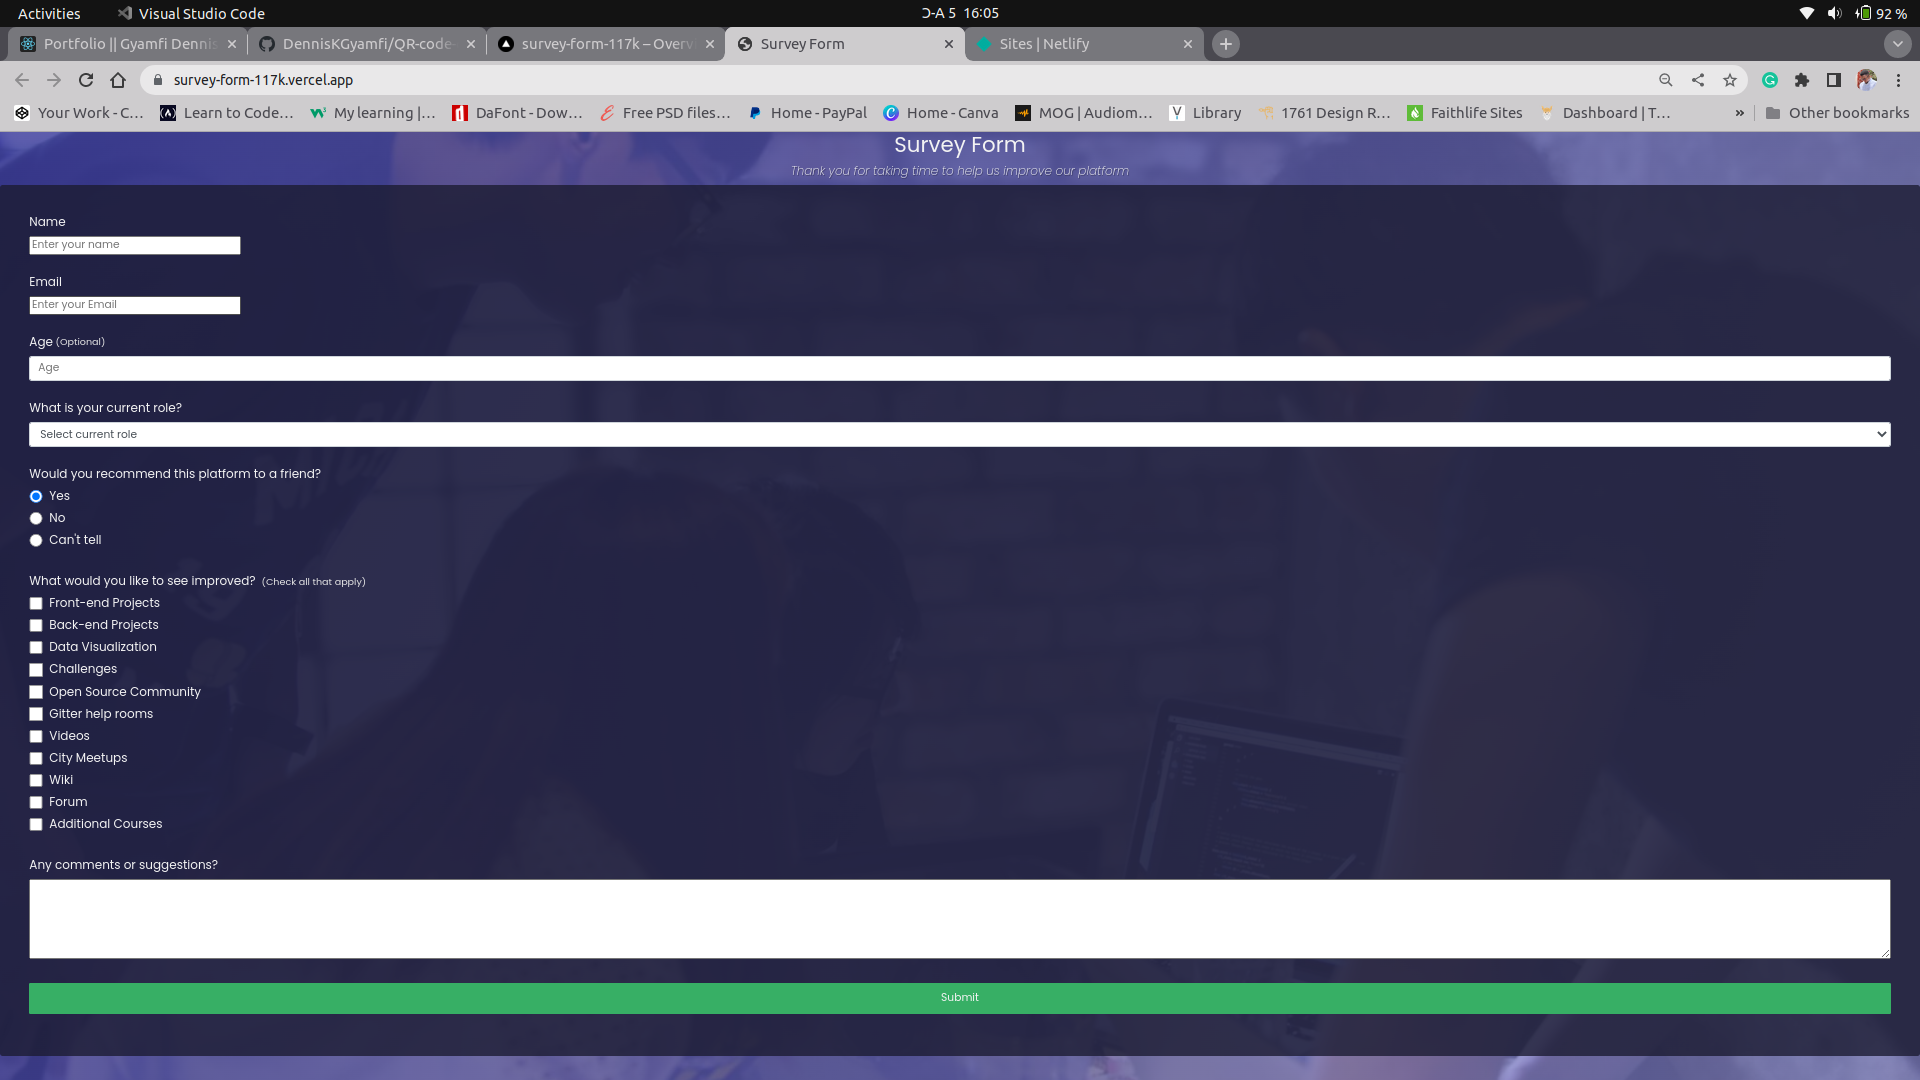 Activities Visual Studio Code Ɔ-A 5 16:05 92 %
Portfolio || Gyamfi Dennis DennisKGyamfi/QR-code- survey-form-117k – Overv Survey Form Sites | Netlify
survey-form-117k.vercel.app
Your Work - C... Learn to Code... My learning |... DaFont - Dow... Free PSD files... Home - PayPal Home - Canva MOG | Audiom... Library 1761 Design R... Faithlife Sites Dashboard | T... » Other bookmarks
Survey Form
Thank you for taking time to help us improve our platform
Name
Enter your name
Email
Enter your Email
Age (Optional)
Age
What is your current role?
Select current role
Would you recommend this platform to a friend?
Yes
No
Can't tell
What would you like to see improved? (Check all that apply)
Front-end Projects
Back-end Projects
Data Visualization
Challenges
Open Source Community
Gitter help rooms
Videos
City Meetups
Wiki
Forum
Additional Courses
Any comments or suggestions?
Submit